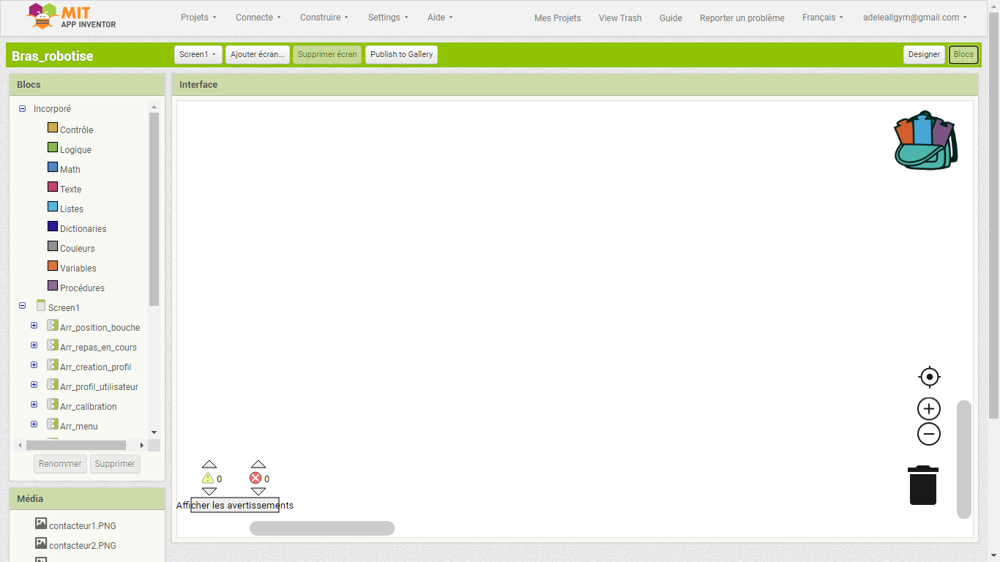 MIT
APP INVENTOR
Projets
Connecte
Construire
Settings
Aide
Mes Projets
View Trash
Guide
Reporter un problème
Français
adeleallgym@gmail.com
Bras_robotise
Screen1
Ajouter écran...
Supprimer écran
Publish to Gallery
Designer
Blocs
Blocs
Incorporé
Contrôle
Logique
Math
Texte
Listes
Dictionaries
Couleurs
Variables
Procédures
Screen1
Arr_position_bouche
Arr_repas_en_cours
Arr_creation_profil
Arr_profil_utilisateur
Arr_calibration
Arr_menu
Renommer
Supprimer
Média
contacteur1.PNG
contacteur2.PNG
Interface
0
0
Afficher les avertissements